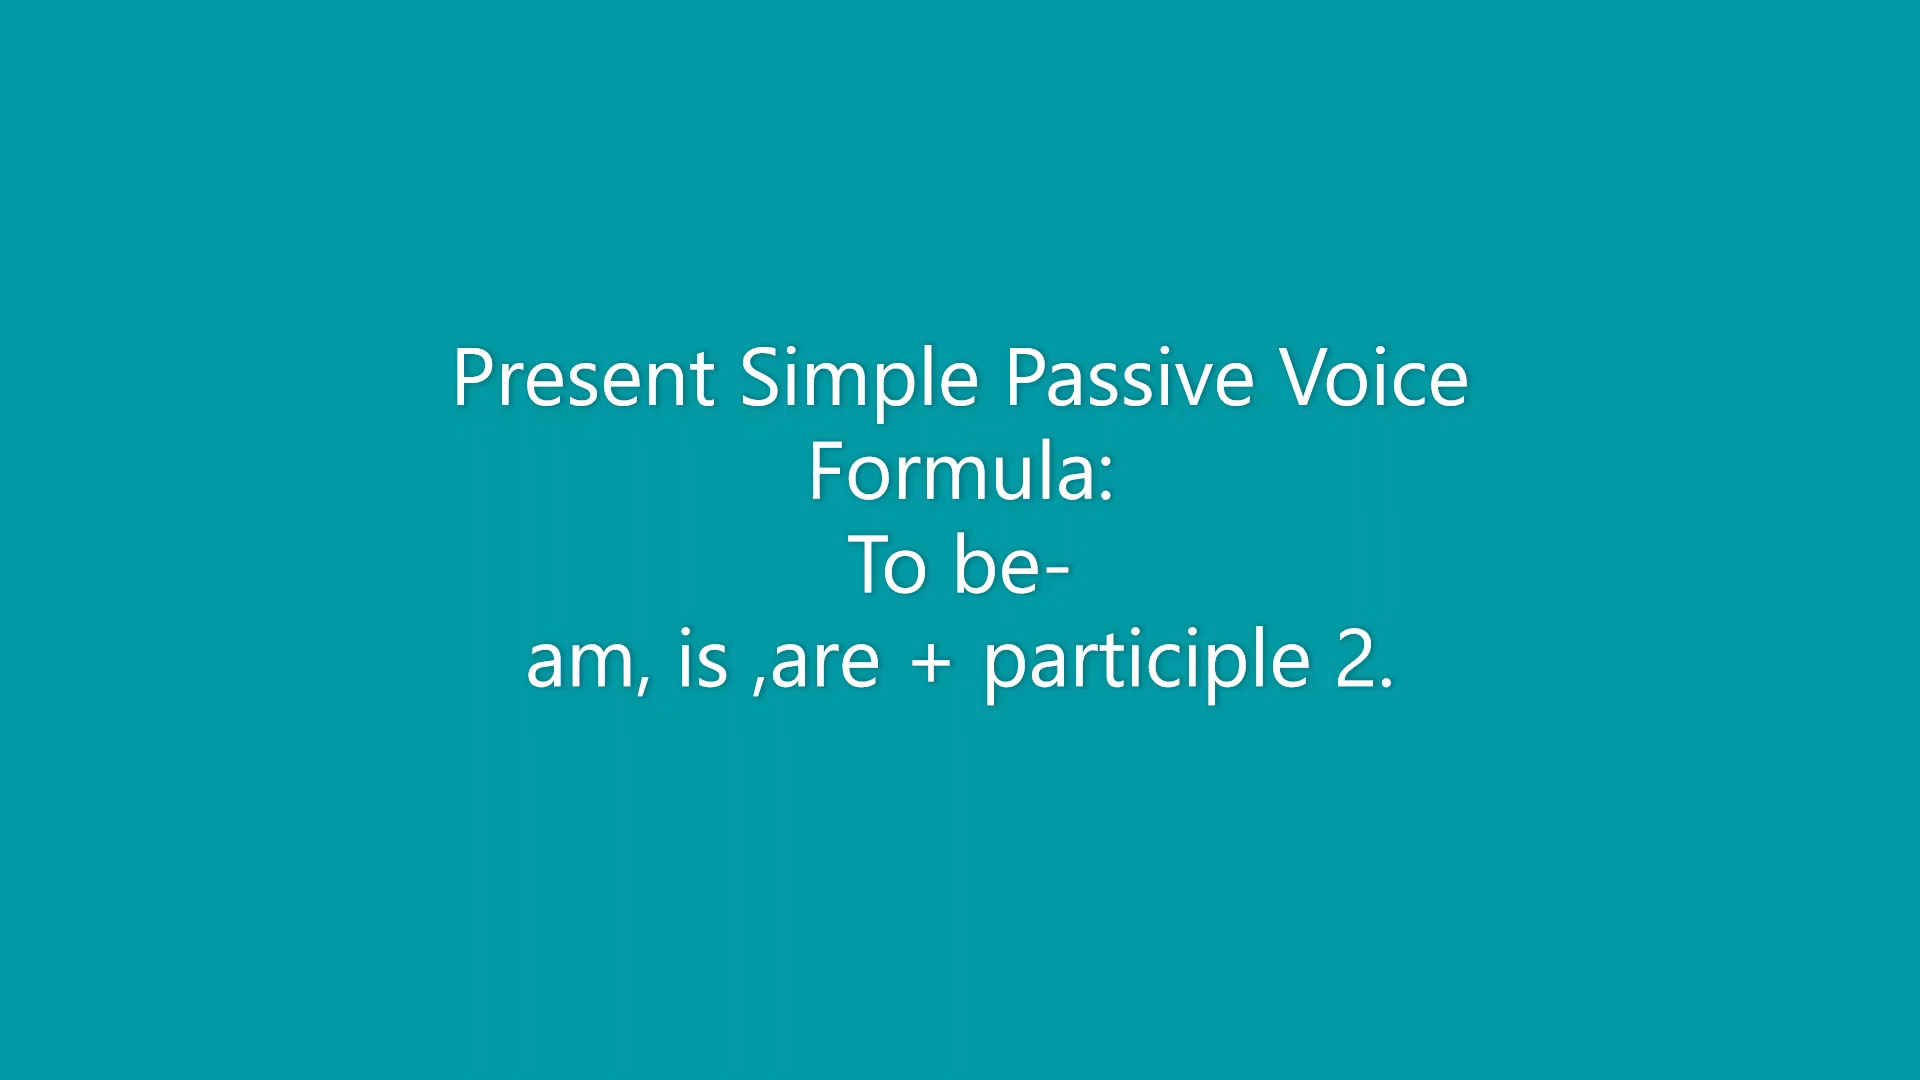 Present Simple Passive Voice
Formula:
To be-
am, is ,are + participle 2.